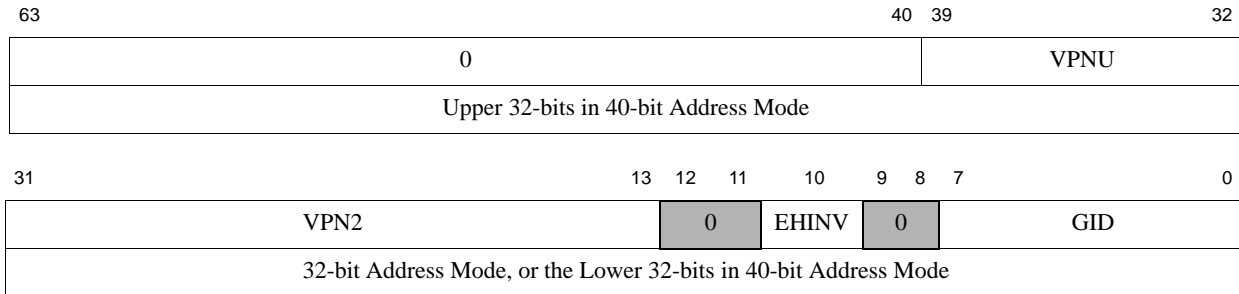 63 40 39 32
0 VPNU
Upper 32-bits in 40-bit Address Mode
31 13 12 11 10 9 8 7 0
VPN2 0 EHINV 0 GID
32-bit Address Mode, or the Lower 32-bits in 40-bit Address Mode